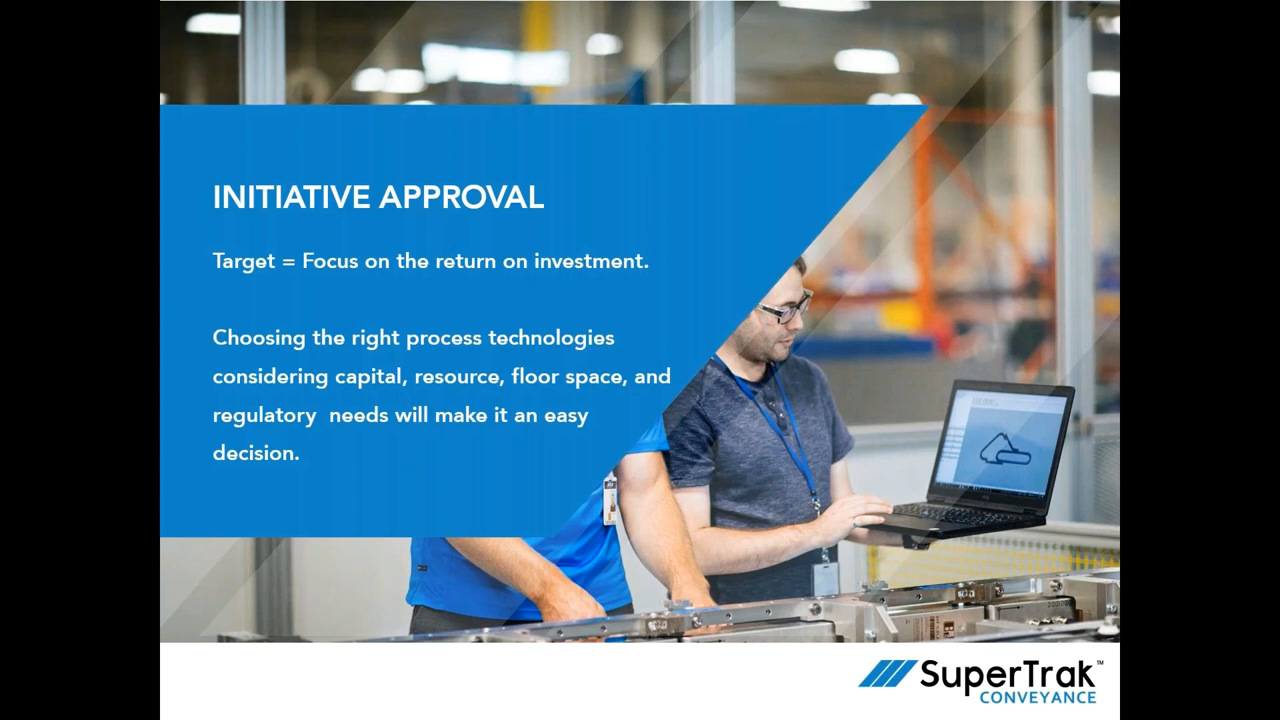 INITIATIVE APPROVAL
Target = Focus on the return on investment.
Choosing the right process technologies
considering capital, resource, floor space, and
regulatory  needs will make it an easy
decision.
SuperTrak™
CONVEYANCE